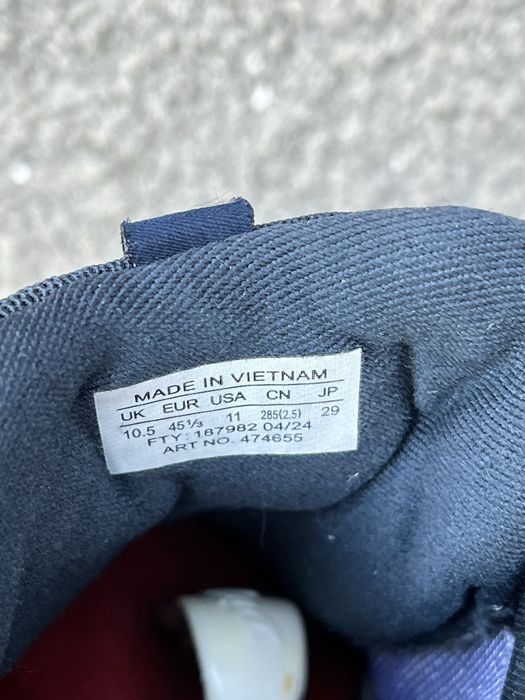 MADE IN VIETNAM
UK EUR USA CN JP
10.5 45⅓ 11 285(2.5) 29
FTY: 187982 04/24
ART NO. 474655